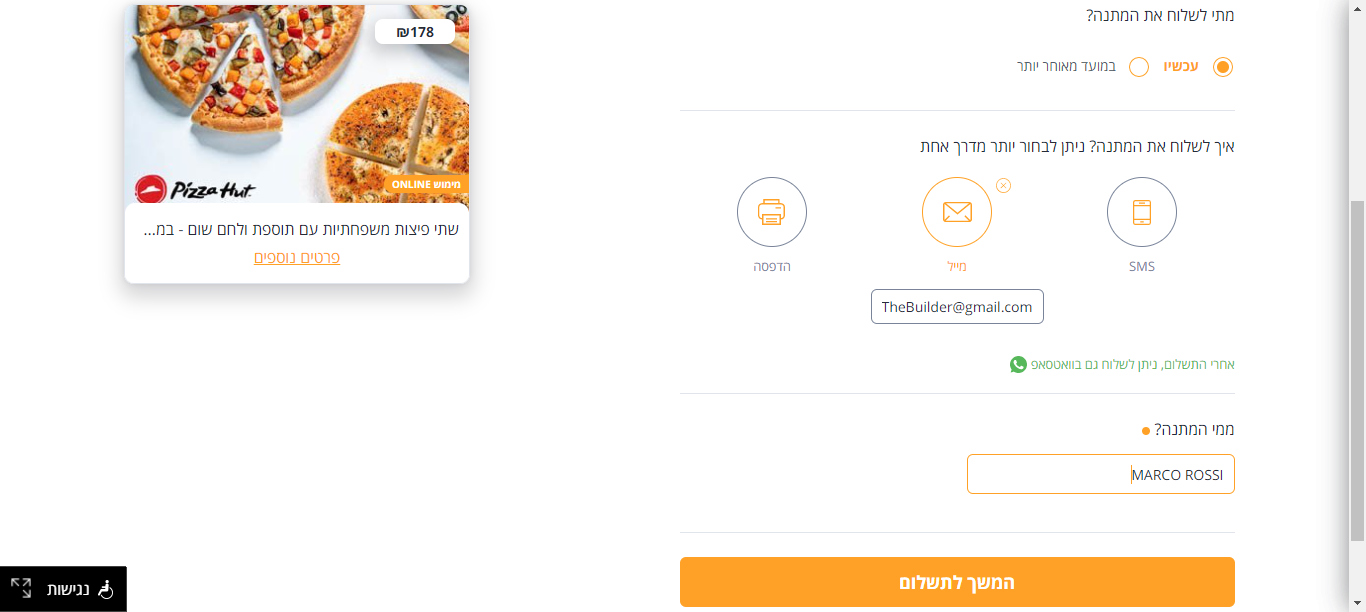 מתי לשלוח את המתנה?
עכשיו
במועד מאוחר יותר
איך לשלוח את המתנה? ניתן לבחור יותר מדרך אחת
SMS
מייל
הדפסה
TheBuilder@gmail.com
אחרי התשלום, ניתן לשלוח גם בוואטסאפ
ממי המתנה?
MARCO ROSSI
המשך לתשלום
₪178
Pizza Hut.
מימוש ONLINE
שתי פיצות משפחתיות עם תוספת ולחם שום - במ...
פרטים נוספים
נגישות